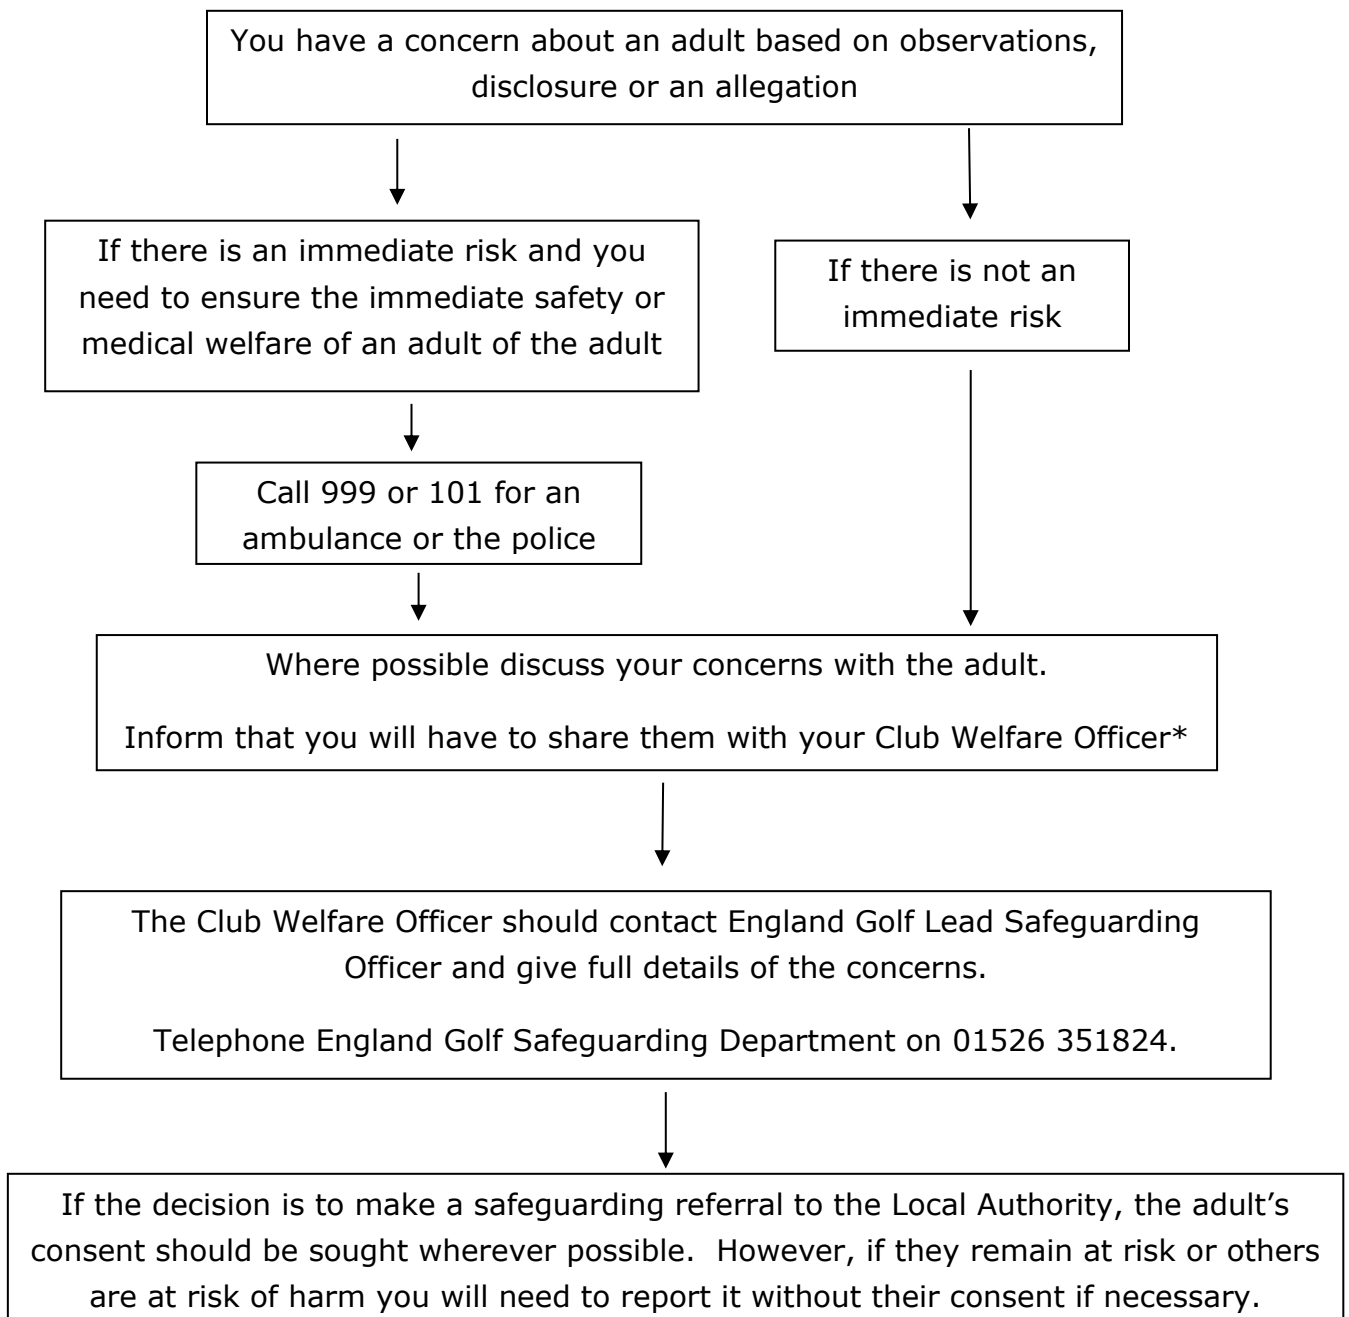 You have a concern about an adult based on observations,
disclosure or an allegation
If there is an immediate risk and you
need to ensure the immediate safety or
medical welfare of an adult of the adult
If there is not an
immediate risk
Call 999 or 101 for an
ambulance or the police
Where possible discuss your concerns with the adult.
Inform that you will have to share them with your Club Welfare Officer*
The Club Welfare Officer should contact England Golf Lead Safeguarding
Officer and give full details of the concerns.
Telephone England Golf Safeguarding Department on 01526 351824.
If the decision is to make a safeguarding referral to the Local Authority, the adult’s
consent should be sought wherever possible.  However, if they remain at risk or others
are at risk of harm you will need to report it without their consent if necessary.